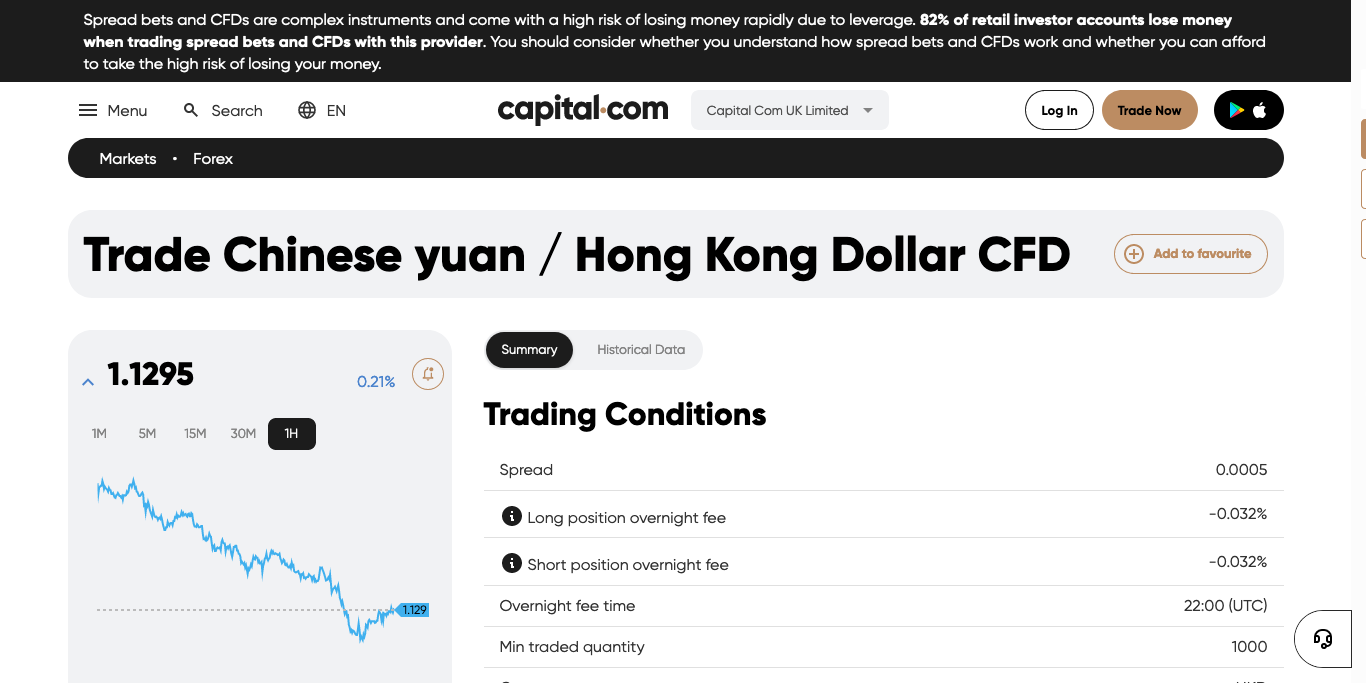 Spread bets and CFDs are complex instruments and come with a high risk of losing money rapidly due to leverage. 82% of retail investor accounts lose money
when trading spread bets and CFDs with this provider. You should consider whether you understand how spread bets and CFDs work and whether you can afford
to take the high risk of losing your money.
Menu Search EN capital.com Capital Com UK Limited Log In Trade Now
Markets • Forex
Trade Chinese yuan / Hong Kong Dollar CFD Add to favourite
1.1295 0.21%
1M 5M 15M 30M 1H
1.129
Summary Historical Data
Trading Conditions
Spread 0.0005
Long position overnight fee -0.032%
Short position overnight fee -0.032%
Overnight fee time 22:00 (UTC)
Min traded quantity 1000